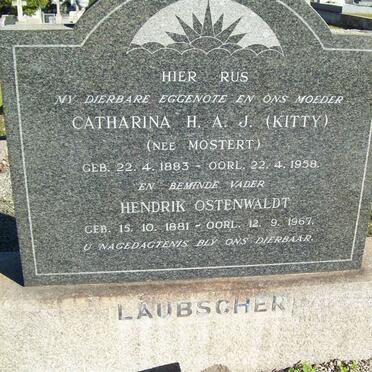 HIER RUS
MY DIERBARE EGGENOTE EN ONS MOEDER
CATHARINA H. A. J. (KITTY)
(NEE MOSTERT)
GEB. 22. 4. 1883 - OORL. 22. 4. 1958.
EN BEMINDE VADER
HENDRIK OSTENWALDT
GEB. 15. 10. 1881 - OORL. 12. 9. 1967.
U NAGEDAGTENIS BLY ONS DIERBAAR.
LAUBSCHER